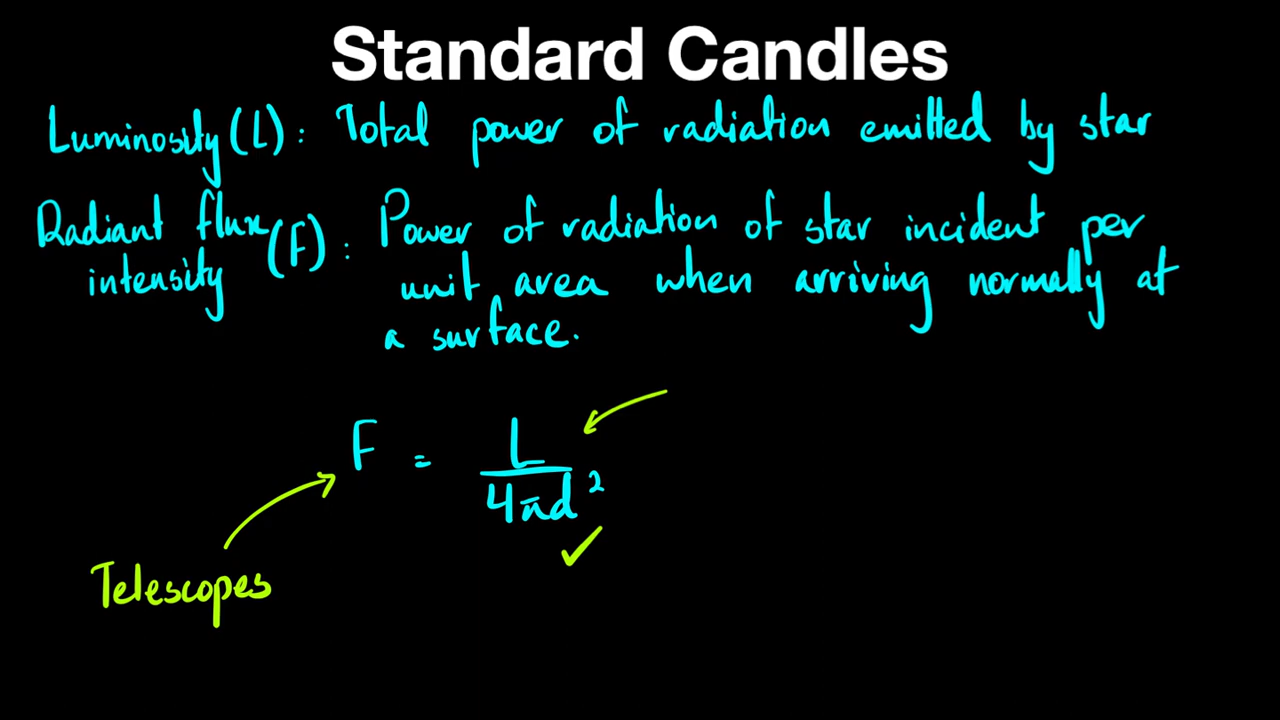 Standard Candles
Luminosity (L): Total power of radiation emitted by star
Radiant flux intensity (F): Power of radiation of star incident per
unit area when arriving normally at
a surface.
F = L / 4πd²
Telescopes